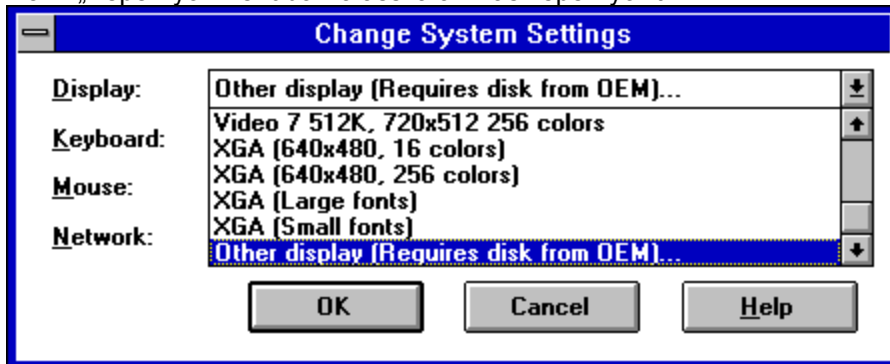 Change System Settings
Display:
Other display (Requires disk from OEM)...
Video 7 512K, 720x512 256 colors
Keyboard:
XGA (640x480, 16 colors)
XGA (640x480, 256 colors)
Mouse:
XGA (Large fonts)
XGA (Small fonts)
Network:
Other display (Requires disk from OEM)...
OK
Cancel
Help